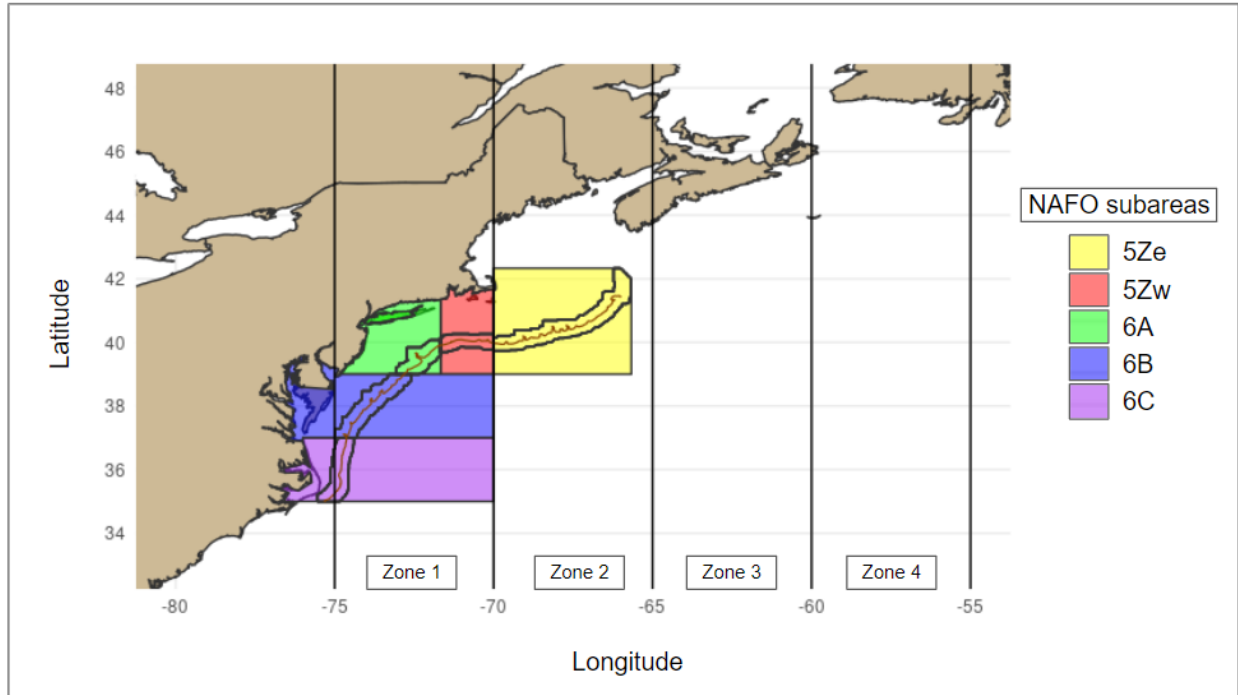 48
46
44
42
40
38
36
34
Latitude
Zone 1
Zone 2
Zone 3
Zone 4
-80
-75
-70
-65
-60
-55
Longitude
NAFO subareas
5Ze
5Zw
6A
6B
6C